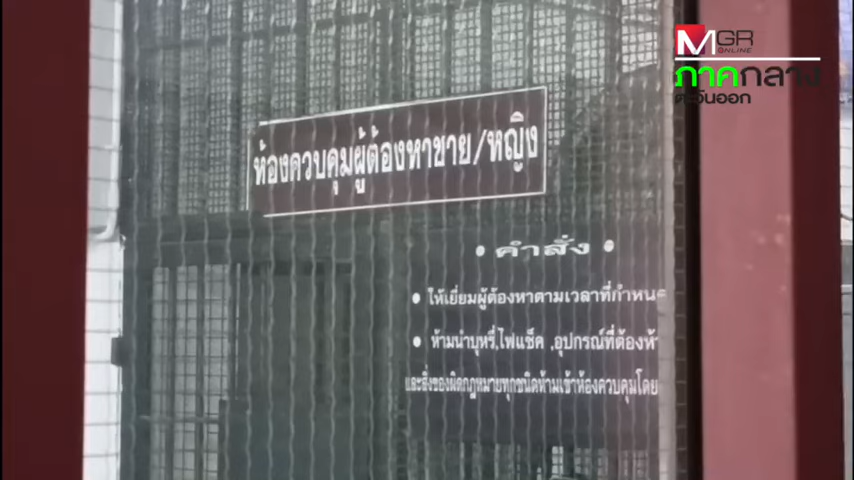 MGR
ONLINE
ภาคกลาง
ตะวันออก
ห้องควบคุมผู้ต้องหาชาย/หญิง
• คำสั่ง •
• ให้เยี่ยมผู้ต้องหาตามเวลาที่กำหน
• ห้ามนำบุหรี่,ไฟแช็ค ,อุปกรณ์ที่ต้องห้า
และสิ่งของผิดกฎหมายทุกชนิดห้ามเข้าห้องควบคุมโดย